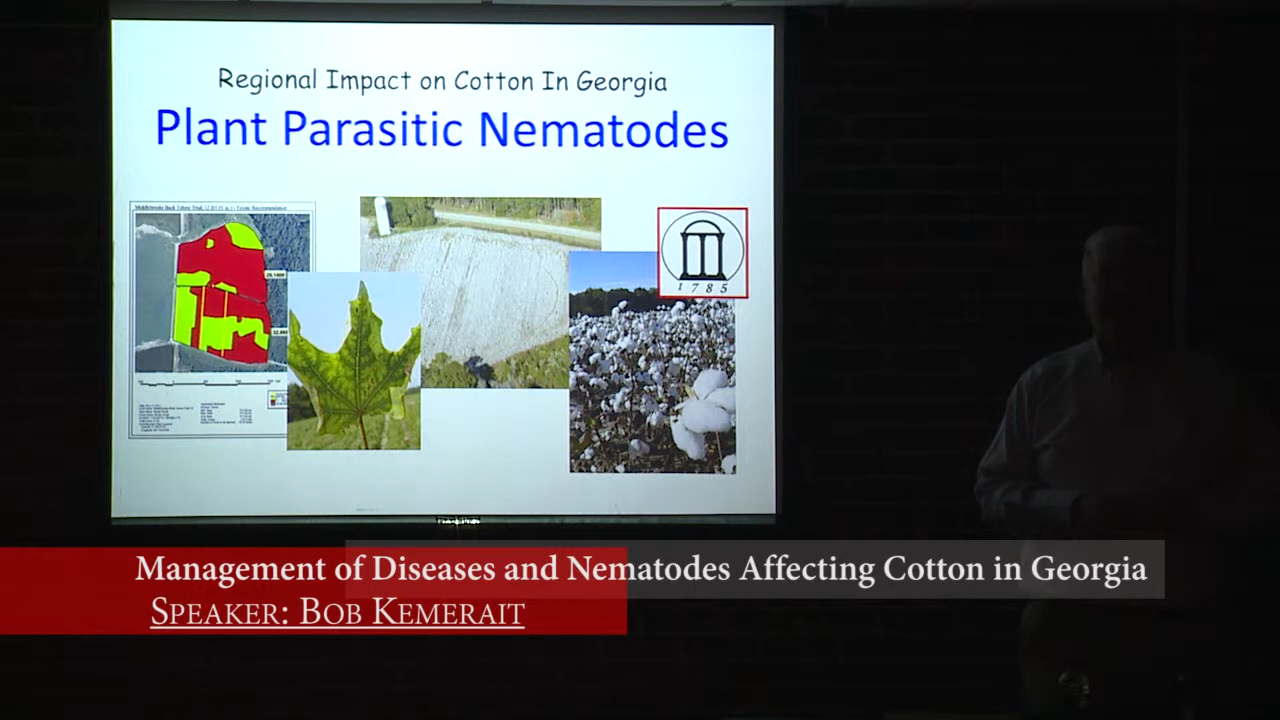 Regional Impact on Cotton In Georgia
Plant Parasitic Nematodes
1785
Management of Diseases and Nematodes Affecting Cotton in Georgia
SPEAKER: BOB KEMERAIT